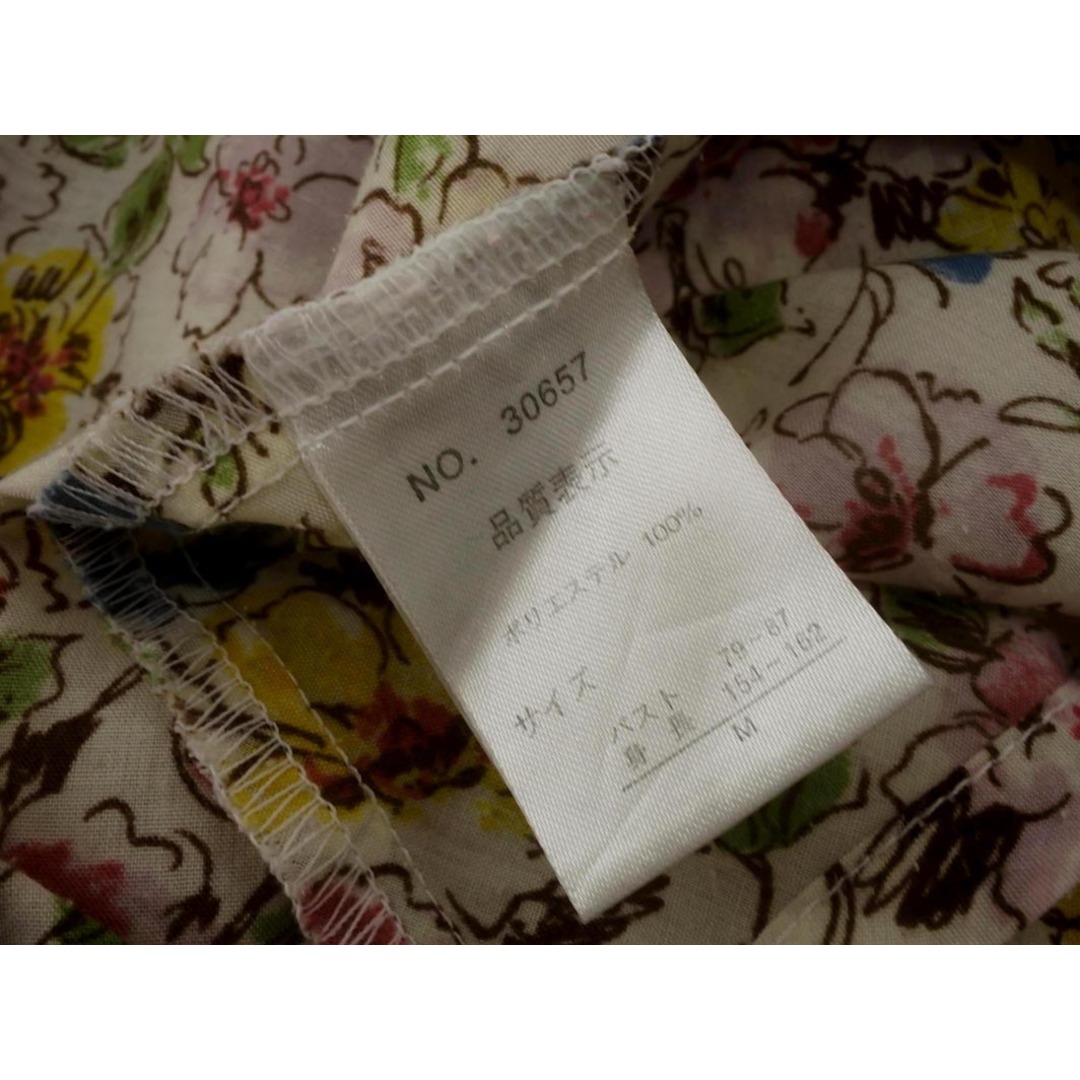 NO. 30657
品質表示
ポリエステル 100%
サイズ
バスト 79~87
身長 154~162
M